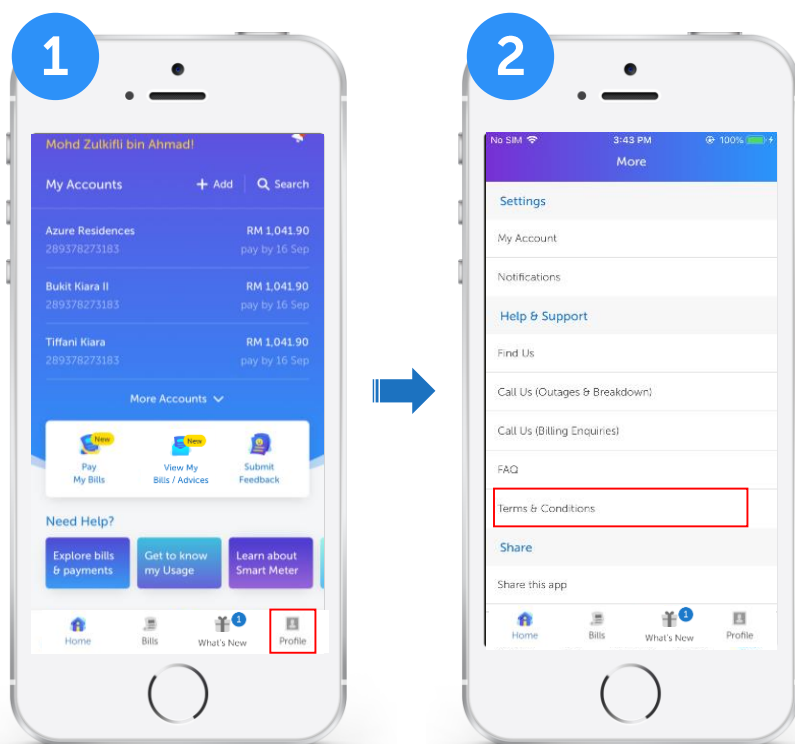 1
Mohd Zulkifli bin Ahmad!
My Accounts + Add Search
Azure Residences RM 1,041.90
289378273183 pay by 16 Sep
Bukit Kiara II RM 1,041.90
289378273183 pay by 16 Sep
Tiffani Kiara RM 1,041.90
289378273183 pay by 16 Sep
More Accounts
New New
Pay View My Submit
My Bills Bills / Advices Feedback
Need Help?
Explore bills Get to know Learn about
& payments my Usage Smart Meter
1
Home Bills What's New Profile
2
No SIM 3:43 PM 100%
More
Settings
My Account
Notifications
Help & Support
Find Us
Call Us (Outages & Breakdown)
Call Us (Billing Enquiries)
FAQ
Terms & Conditions
Share
Share this app
1
Home Bills What's New Profile